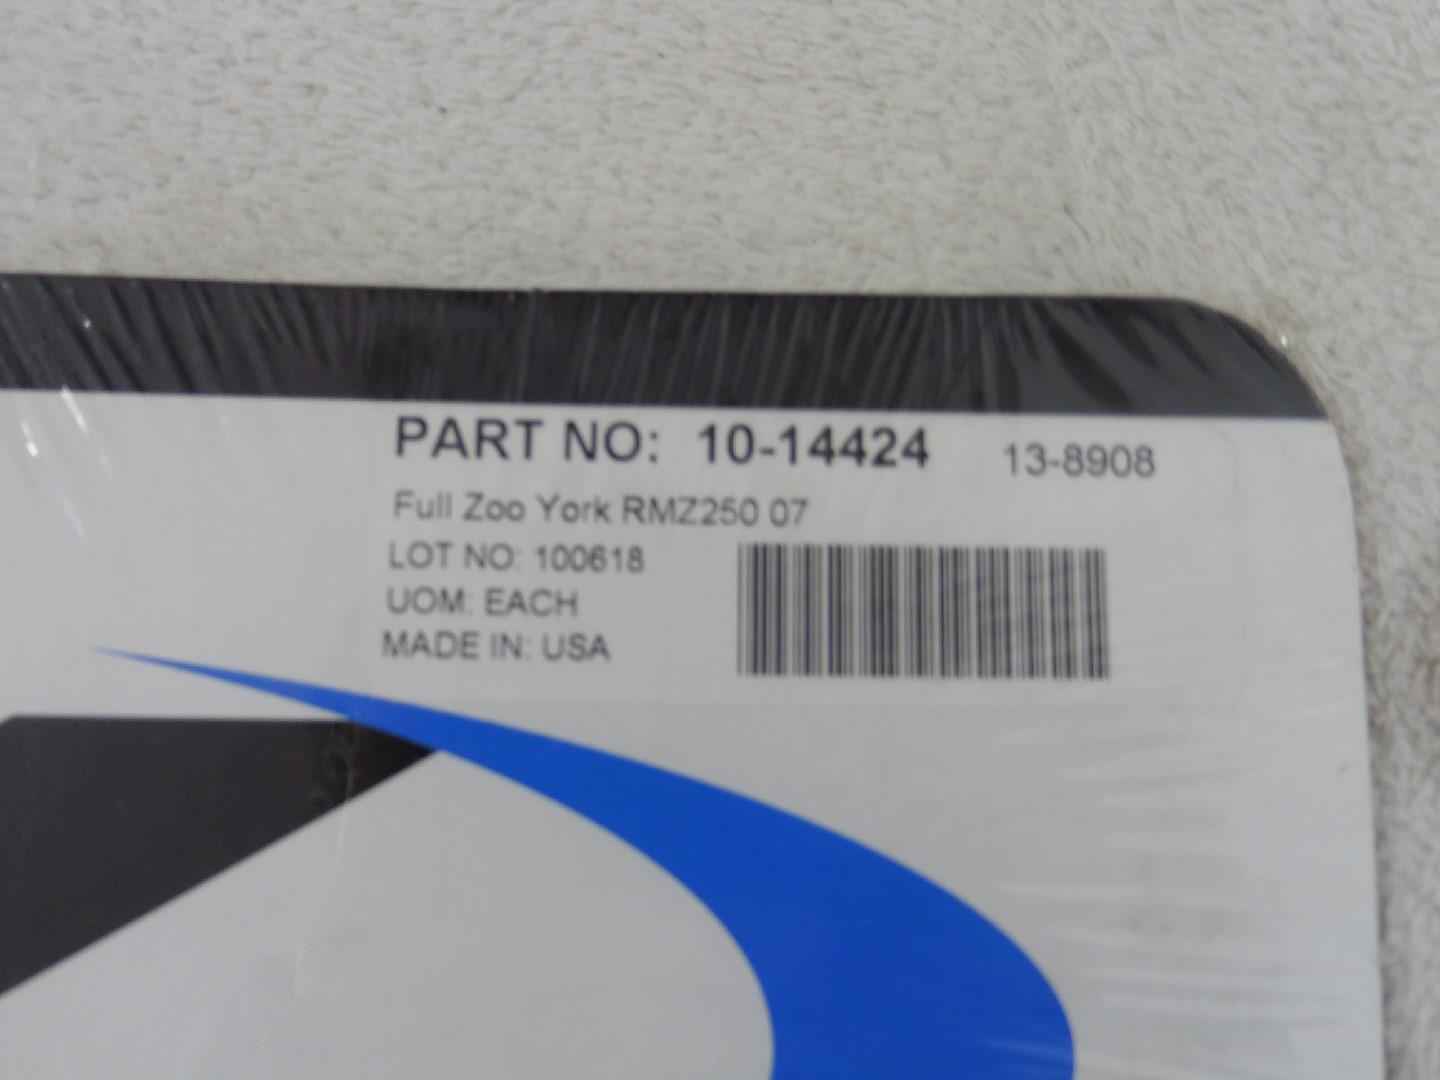 PART NO: 10-14424 13-8908
Full Zoo York RMZ250 07
LOT NO: 100618
UOM: EACH
MADE IN: USA